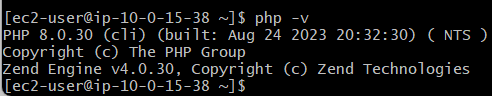 [ec2-user@ip-10-0-15-38 ~]$ php -v
PHP 8.0.30 (cli) (built: Aug 24 2023 20:32:30) ( NTS )
Copyright (c) The PHP Group
Zend Engine v4.0.30, Copyright (c) Zend Technologies
[ec2-user@ip-10-0-15-38 ~]$